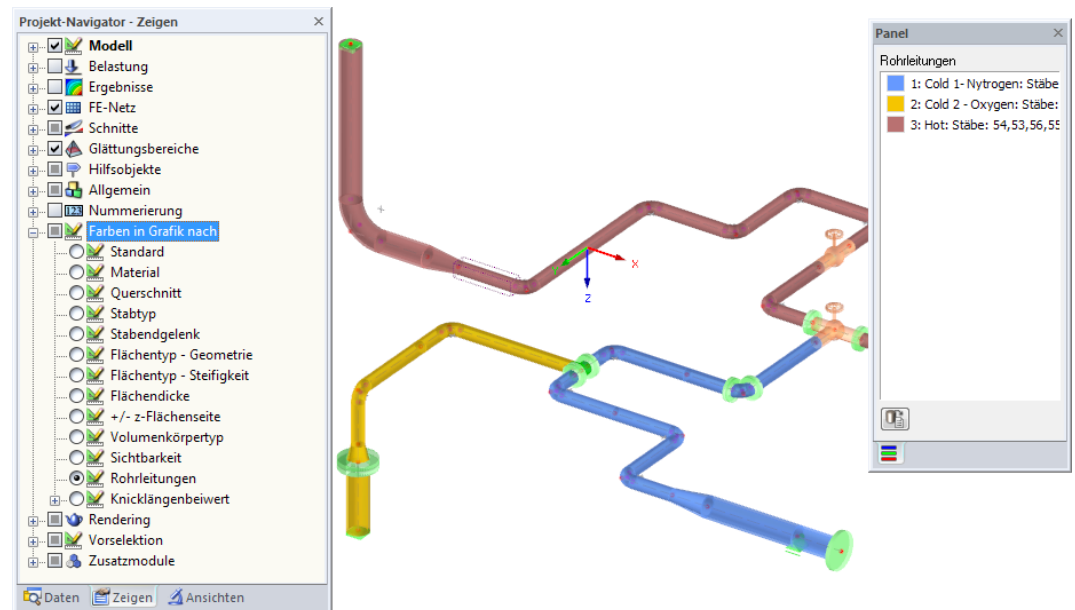 Projekt-Navigator - Zeigen
Modell
Belastung
Ergebnisse
FE-Netz
Schnitte
Glättungsbereiche
Hilfsobjekte
Allgemein
123 Nummerierung
Farben in Grafik nach
Standard
Material
Querschnitt
Stabtyp
Stabendgelenk
Flächentyp - Geometrie
Flächentyp - Steifigkeit
Flächendicke
+/- z-Flächenseite
Volumenkörpertyp
Sichtbarkeit
Rohrleitungen
Knicklängenbeiwert
Rendering
Vorselektion
Zusatzmodule
Daten Zeigen Ansichten
X
Z
Panel
Rohrleitungen
1: Cold 1- Nytrogen: Stäbe
2: Cold 2 - Oxygen: Stäbe:
3: Hot: Stäbe: 54,53,56,55